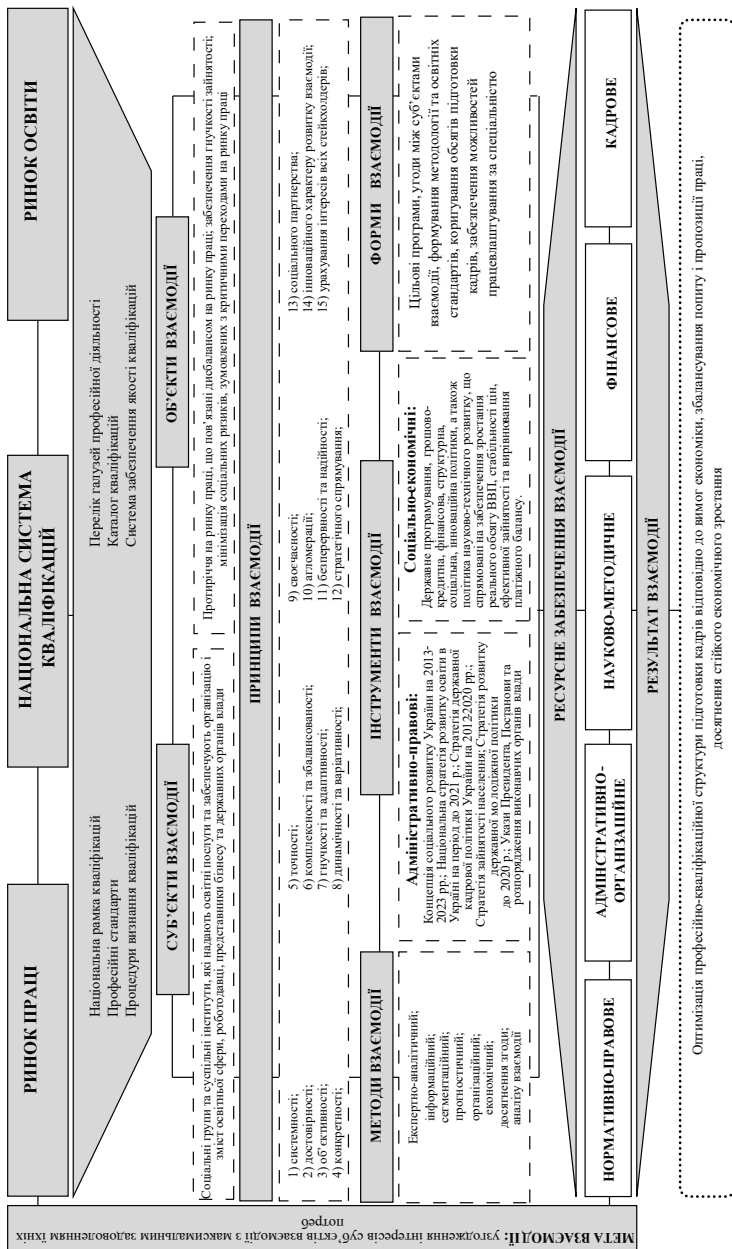 РИНОК ПРАЦІ
НАЦІОНАЛЬНА СИСТЕМА
КВАЛІФІКАЦІЙ
РИНОК ОСВІТИ
Національна рамка кваліфікацій
Професійні стандарти
Процедури визнання кваліфікацій
Перелік галузей професійної діяльності
Каталог кваліфікацій
Система забезпечення якості кваліфікацій
СУБ’ЄКТИ ВЗАЄМОДІЇ
Соціальні групи та суспільні інститути, які надають освітні послуги та забезпечують організацію і
зміст освітньої сфери, роботодавці, представники бізнесу та державних органів влади
ОБ’ЄКТИ ВЗАЄМОДІЇ
Протиріччя на ринку праці, що пов’язані дисбалансом на ринку праці; забезпечення гнучкості зайнятості;
мінімізація соціальних ризиків, зумовлених з критичними переходами на ринку праці
ПРИНЦИПИ ВЗАЄМОДІЇ
1) системності;
2) достовірності;
3) об’єктивності;
4) конкретності;
5) точності;
6) комплексності та збалансованості;
7) гнучкості та адаптивності;
8) динамічності та варіативності;
9) своєчасності;
10) агломерації;
11) безперервності та надійності;
12) стратегічного спрямування;
13) соціального партнерства;
14) інноваційного характеру розвитку взаємодії;
15) урахування інтересів всіх стейкхолдерів;
МЕТОДИ ВЗАЄМОДІЇ
Експертно-аналітичний;
інформаційний;
сегментаційний;
прогностичний;
організаційний;
економічний;
досягнення згоди;
аналізу взаємодії
ІНСТРУМЕНТИ ВЗАЄМОДІЇ
Адміністративно-правові:
Концепція соціального розвитку України на 2013-
2023 рр.; Національна стратегія розвитку освіти в
Україні на період до 2021 р.; Стратегія державної
кадрової політики України на 2012-2020 рр.;
Стратегія зайнятості населення; Стратегія розвитку
державної молодіжної політики
до 2020 р.; Укази Президента, Постанови та
розпорядження виконавчих органів влади
Соціально-економічні:
Державне програмування, грошово-
кредитна, фінансова, структурна,
соціальна, інноваційна політики, а також
політика науково-технічного розвитку, що
спрямовані на забезпечення зростання
реального обсягу ВВП, стабільності цін,
ефективної зайнятості та вирівнювання
платіжного балансу.
ФОРМИ ВЗАЄМОДІЇ
Цільові програми, угоди між суб’єктами
взаємодії, формування методології та освітніх
стандартів, коригування обсягів підготовки
кадрів, забезпечення можливостей
працевлаштування за спеціальністю
РЕСУРСНЕ ЗАБЕЗПЕЧЕННЯ ВЗАЄМОДІЇ
НОРМАТИВНО-ПРАВОВЕ
АДМІНСТРАТИВНО-
ОРГАНІЗАЦІЙНЕ
НАУКОВО-МЕТОДИЧНЕ
ФІНАНСОВЕ
КАДРОВЕ
РЕЗУЛЬТАТ ВЗАЄМОДІЇ
Оптимізація професійно-кваліфікаційної структури підготовки кадрів відповідно до вимог економіки, збалансування попиту і пропозиції праці,
досягнення стійкого економічного зростання
МЕТА ВЗАЄМОДІЇ: узгодження інтересів суб’єктів взаємодії з максимальним задоволенням їхніх
потреб